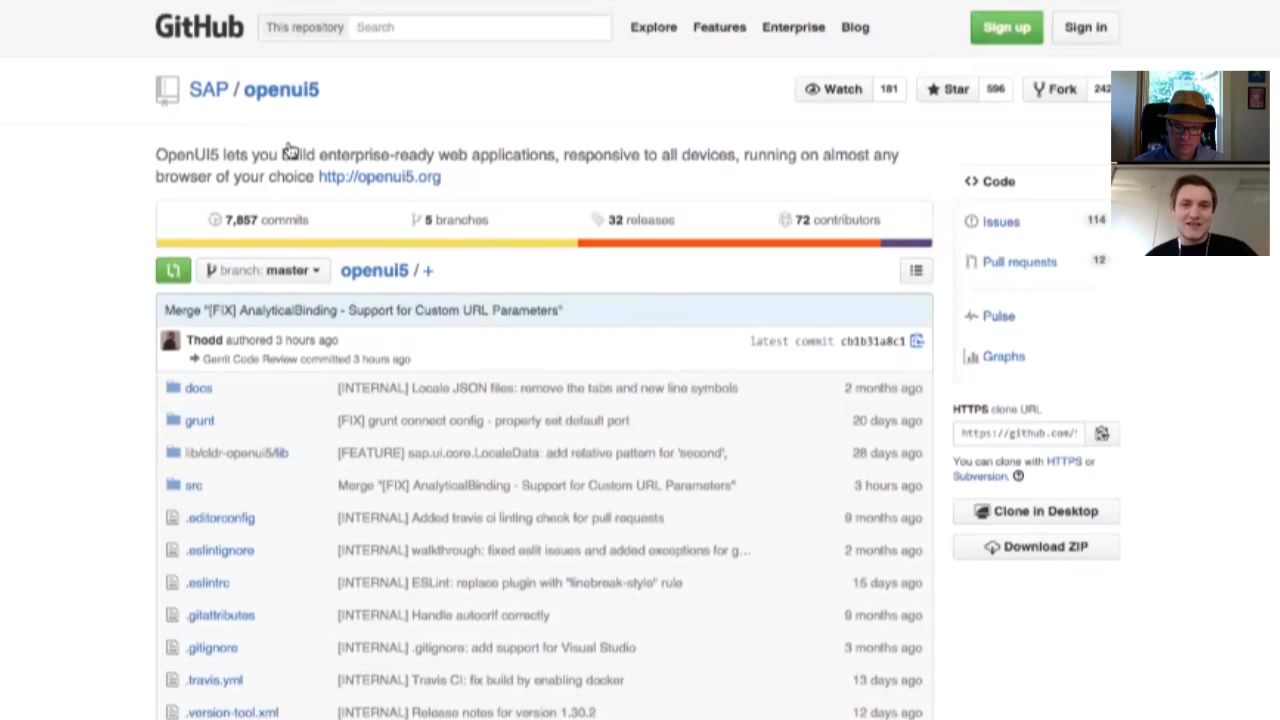 GitHub This repository Search Explore Features Enterprise Blog Sign up Sign in
SAP / openui5 Watch 181 Star 596 Fork 242
OpenUI5 lets you build enterprise-ready web applications, responsive to all devices, running on almost any
browser of your choice http://openui5.org
7,857 commits 5 branches 32 releases 72 contributors
branch: master openui5 / +
Merge "[FIX] AnalyticalBinding - Support for Custom URL Parameters"
Thodd authored 3 hours ago latest commit cb1b31a8c1
Gerrit Code Review committed 3 hours ago
docs [INTERNAL] Locale JSON files: remove the tabs and new line symbols 2 months ago
grunt [FIX] grunt connect config - properly set default port 20 days ago
lib/cldr-openui5/lib [FEATURE] sap.ui.core.LocaleData: add relative pattern for 'second', 28 days ago
src Merge "[FIX] AnalyticalBinding - Support for Custom URL Parameters" 3 hours ago
.editorconfig [INTERNAL] Added travis ci linting check for pull requests 9 months ago
.eslintignore [INTERNAL] walkthrough: fixed eslit issues and added exceptions for g… 2 months ago
.eslintrc [INTERNAL] ESLint: replace plugin with "linebreak-style" rule 15 days ago
.gitattributes [INTERNAL] Handle autocrlf correctly 9 months ago
.gitignore [INTERNAL] .gitignore: add support for Visual Studio 3 months ago
.travis.yml [INTERNAL] Travis CI: fix build by enabling docker 13 days ago
.version-tool.xml [INTERNAL] Release notes for version 1.30.2 12 days ago
Code
Issues 114
Pull requests 12
Pulse
Graphs
HTTPS clone URL
https://github.com/
You can clone with HTTPS or
Subversion.
Clone in Desktop
Download ZIP